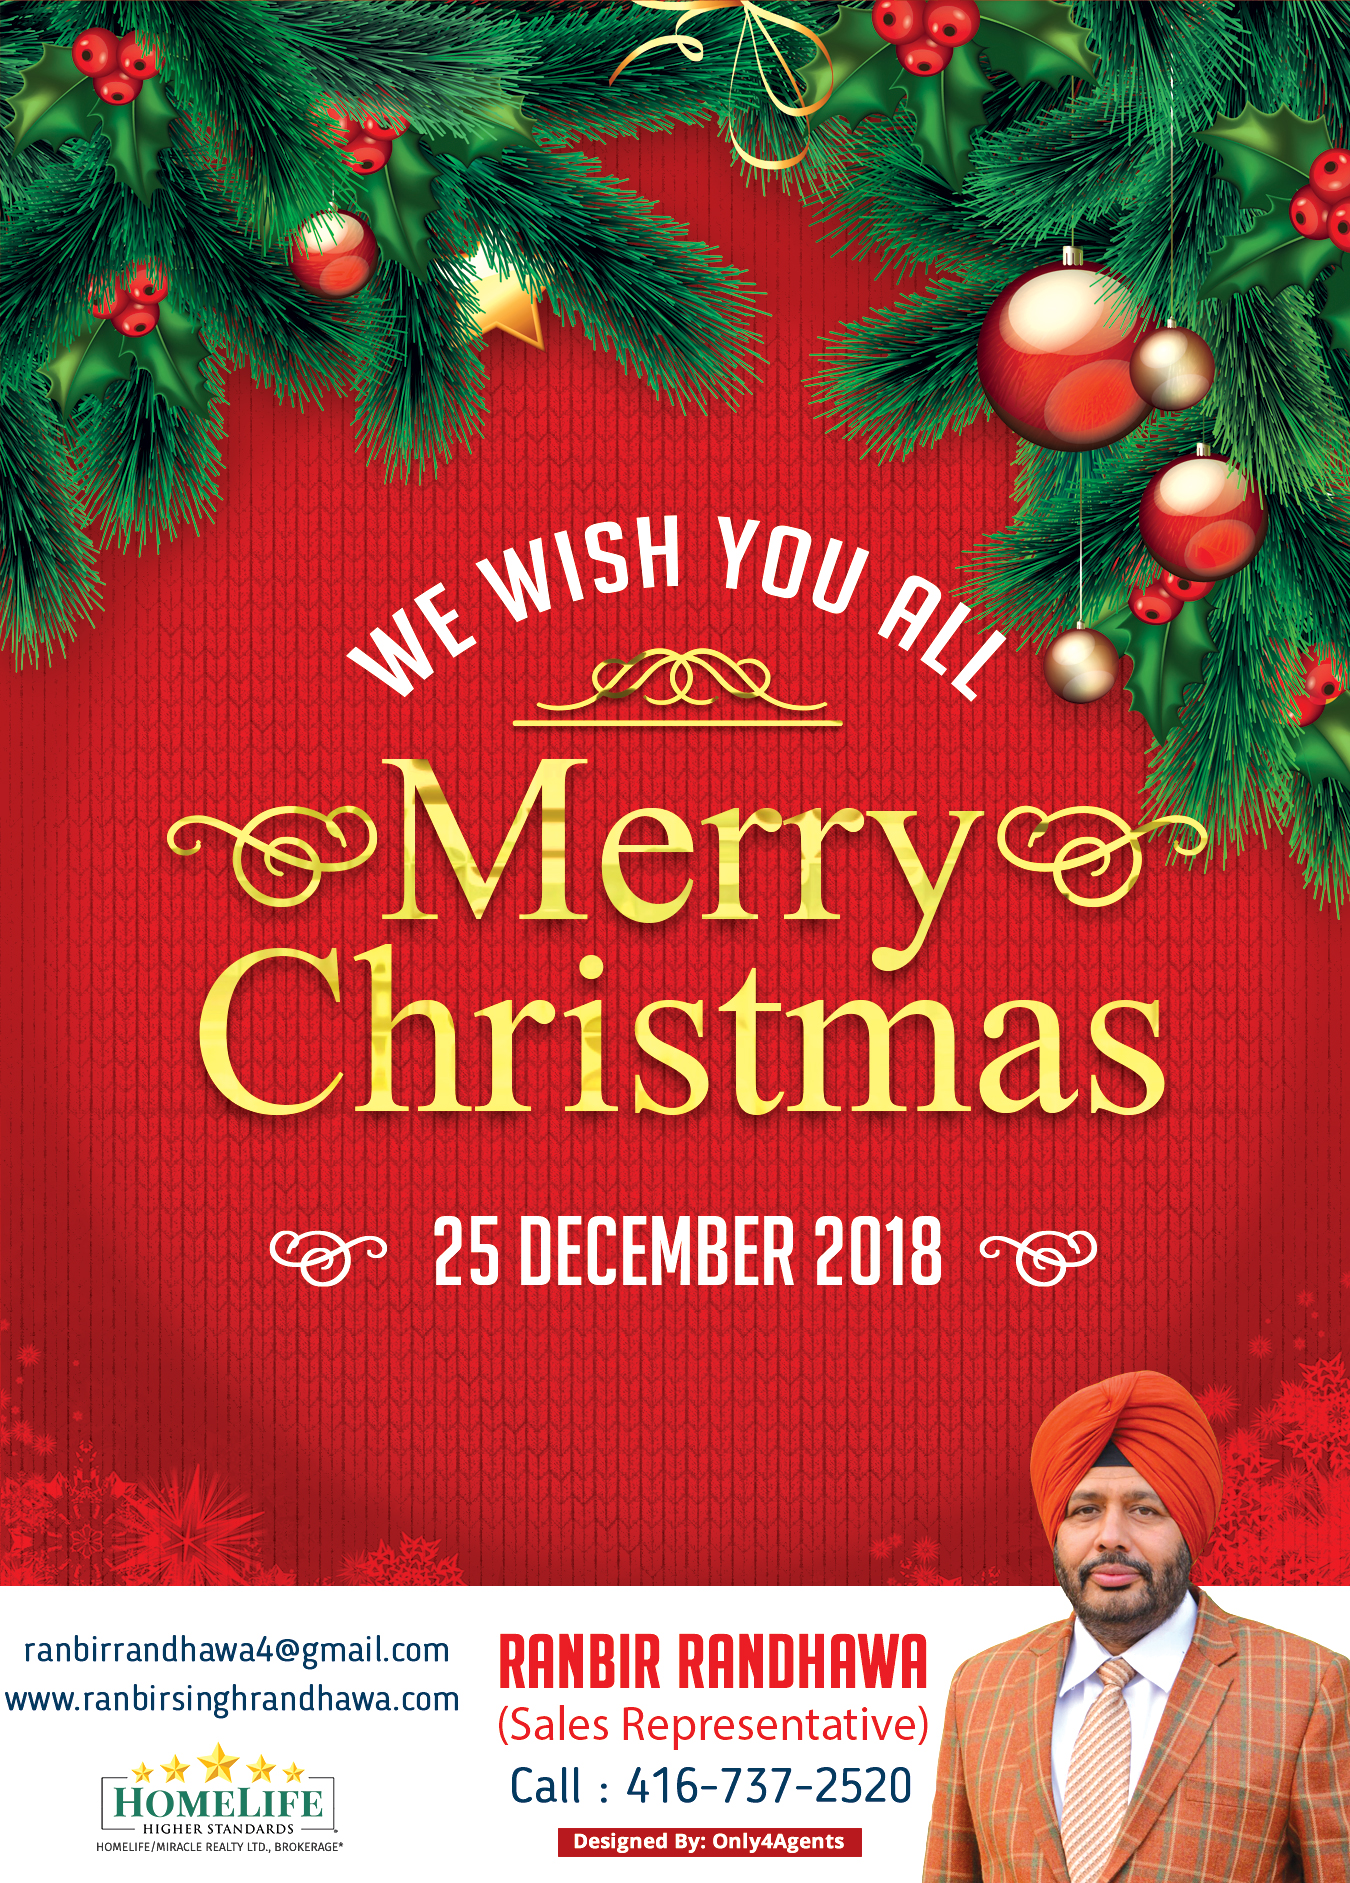 WE WISH YOU ALL
Merry
Christmas
25 DECEMBER 2018
ranbirrandhawa4@gmail.com
www.ranbirsinghrandhawa.com
HOMELIFE
HIGHER STANDARDS
HOMELIFE/MIRACLE REALTY LTD., BROKERAGE*
RANBIR RANDHAWA
(Sales Representative)
Call : 416-737-2520
Designed By: Only4Agents